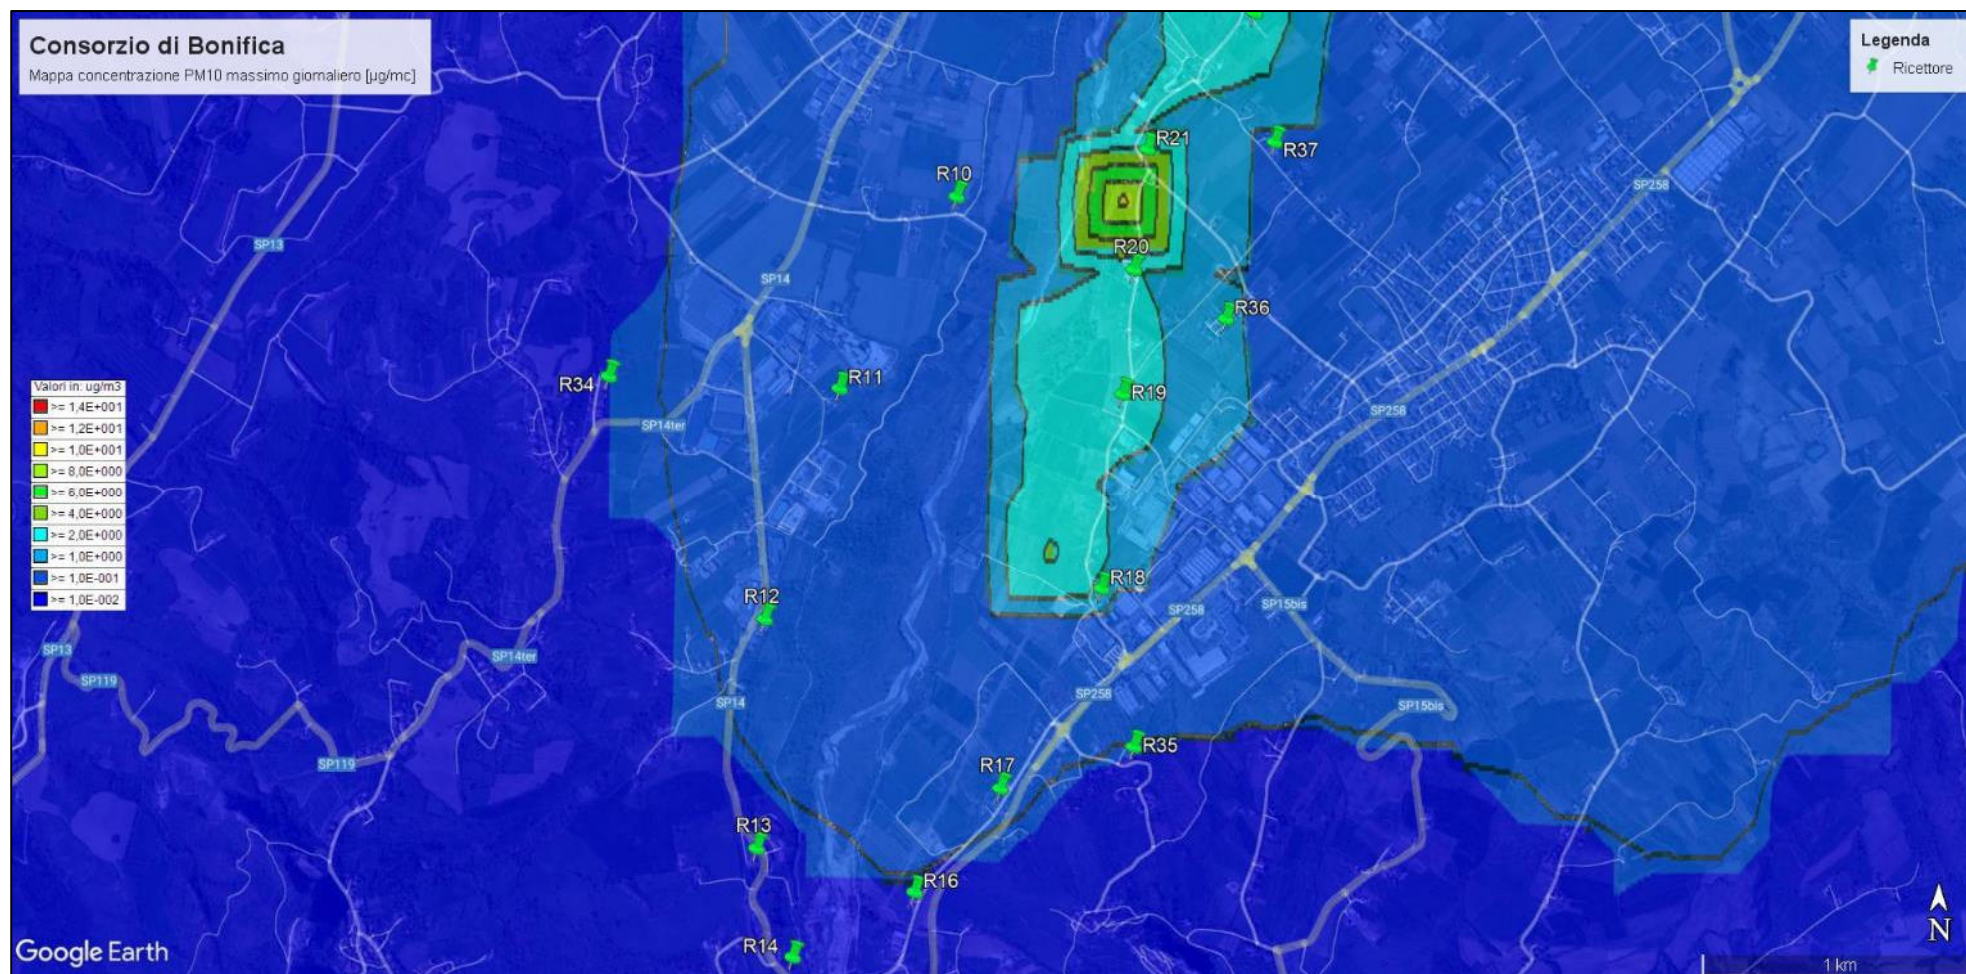 Consorzio di Bonifica
Mappa concentrazione PM10 massimo giornaliero [µg/mc]
Legenda
Ricettore
R21
R37
R10
SP258
SP13
R20
SP14
R36
R34
R11
R19
Valori in: ug/m3
>= 1,4E+001
>= 1,2E+001
>= 1,0E+001
>= 8,0E+000
>= 6,0E+000
>= 4,0E+000
>= 2,0E+000
>= 1,0E+000
>= 1,0E-001
>= 1,0E-002
SP258
SP14ter
R18
R12
SP258
SP15bis
SP13
SP14ter
SP119
SP258
SP14
SP15bis
R35
SP119
R17
R13
R16
R14
N
Google Earth
1 km